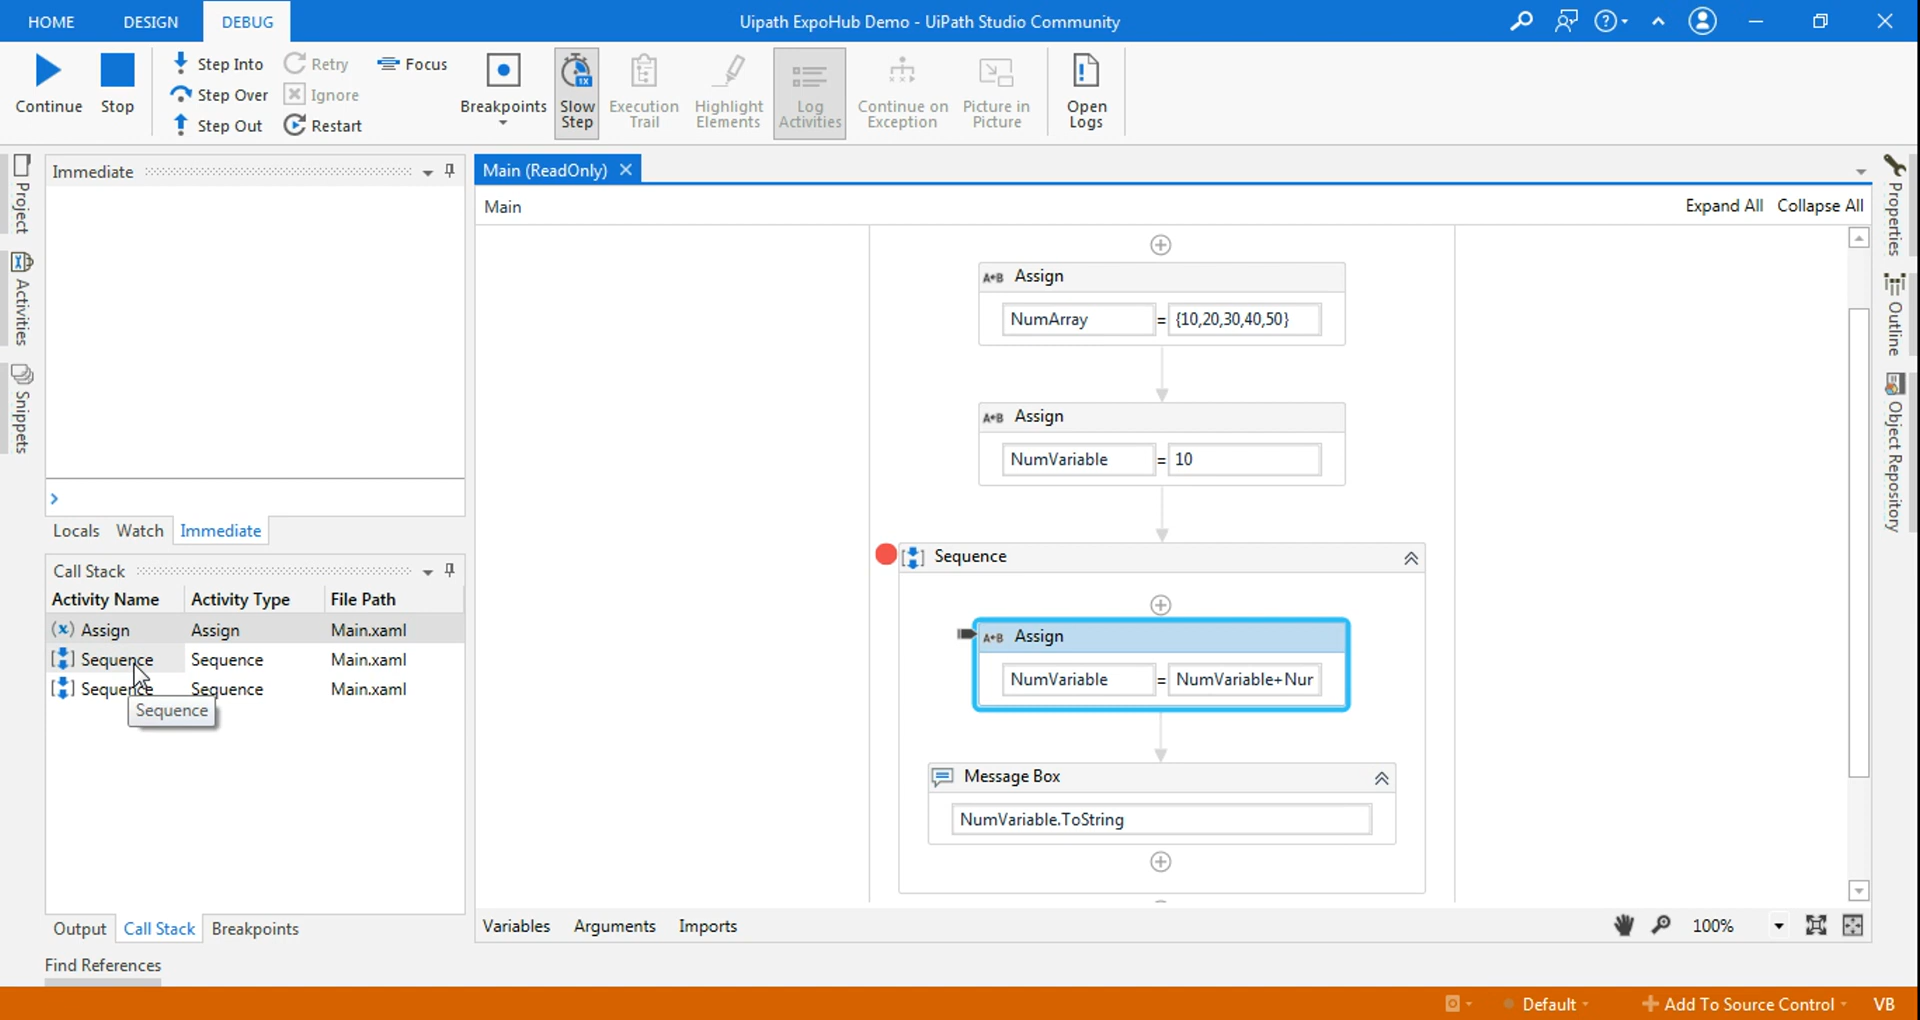 HOME DESIGN DEBUG Uipath ExpoHub Demo - UiPath Studio Community
Continue Stop
Step Into
Step Over
Step Out
Retry
Ignore
Restart
Focus
Breakpoints
Slow
Step
Execution
Trail
Highlight
Elements
Log
Activities
Continue on
Exception
Picture in
Picture
Open
Logs
Project
Activities
Snippets
Immediate
>
Locals Watch Immediate
Call Stack
Activity Name Activity Type File Path
(x) Assign Assign Main.xaml
Sequence Sequence Main.xaml
Sequence Sequence Main.xaml
Sequence
Output Call Stack Breakpoints
Find References
Main (ReadOnly)
Main Expand All Collapse All
A+B Assign
NumArray = {10,20,30,40,50}
A+B Assign
NumVariable = 10
Sequence
A+B Assign
NumVariable = NumVariable+Nur
Message Box
NumVariable.ToString
Variables Arguments Imports 100%
Properties
Outline
Object Repository
Default Add To Source Control VB